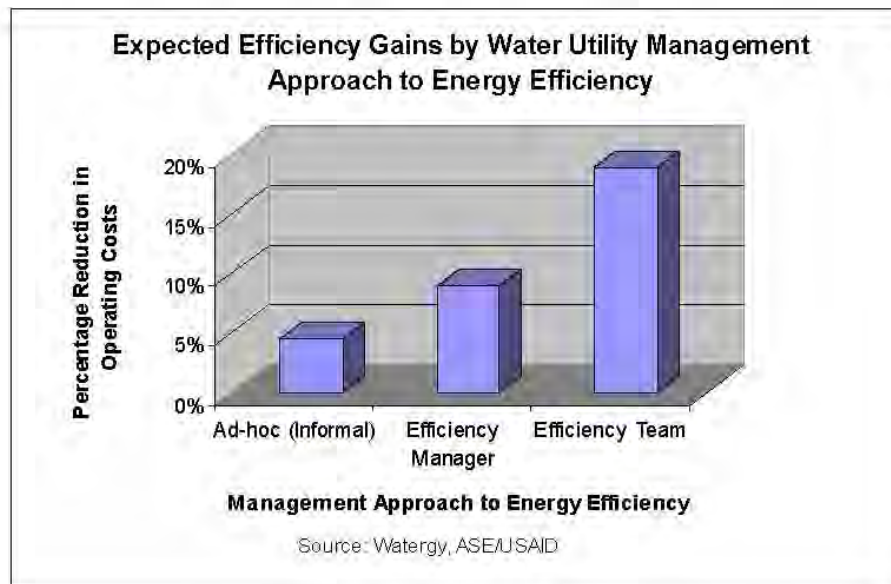 Expected Efficiency Gains by Water Utility Management
Approach to Energy Efficiency
Percentage Reduction in
Operating Costs
20%
15%
10%
5%
0%
Ad-hoc (Informal)
Efficiency
Manager
Efficiency Team
Management Approach to Energy Efficiency
Source: Watergy, ASE/USAID